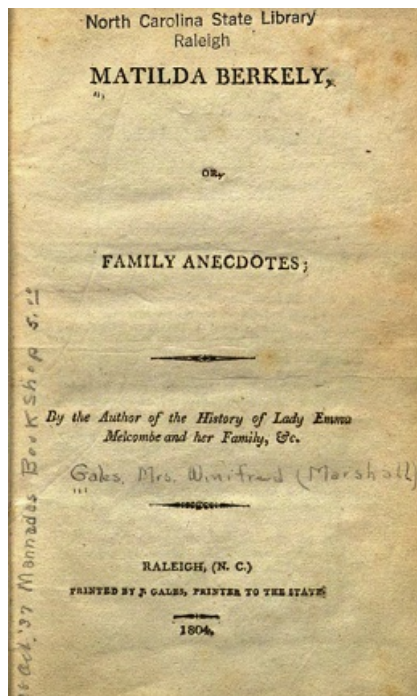 North Carolina State Library
Raleigh
MATILDA BERKELY,
OR,
FAMILY ANECDOTES;
By the Author of the History of Lady Emma
Melcombe and her Family, &c.
Gales, Mrs. Winifred (Marshall)
RALEIGH, (N. C.)
PRINTED BY J. GALES, PRINTER TO THE STATE
1804.
'37 Bookshop 5.00